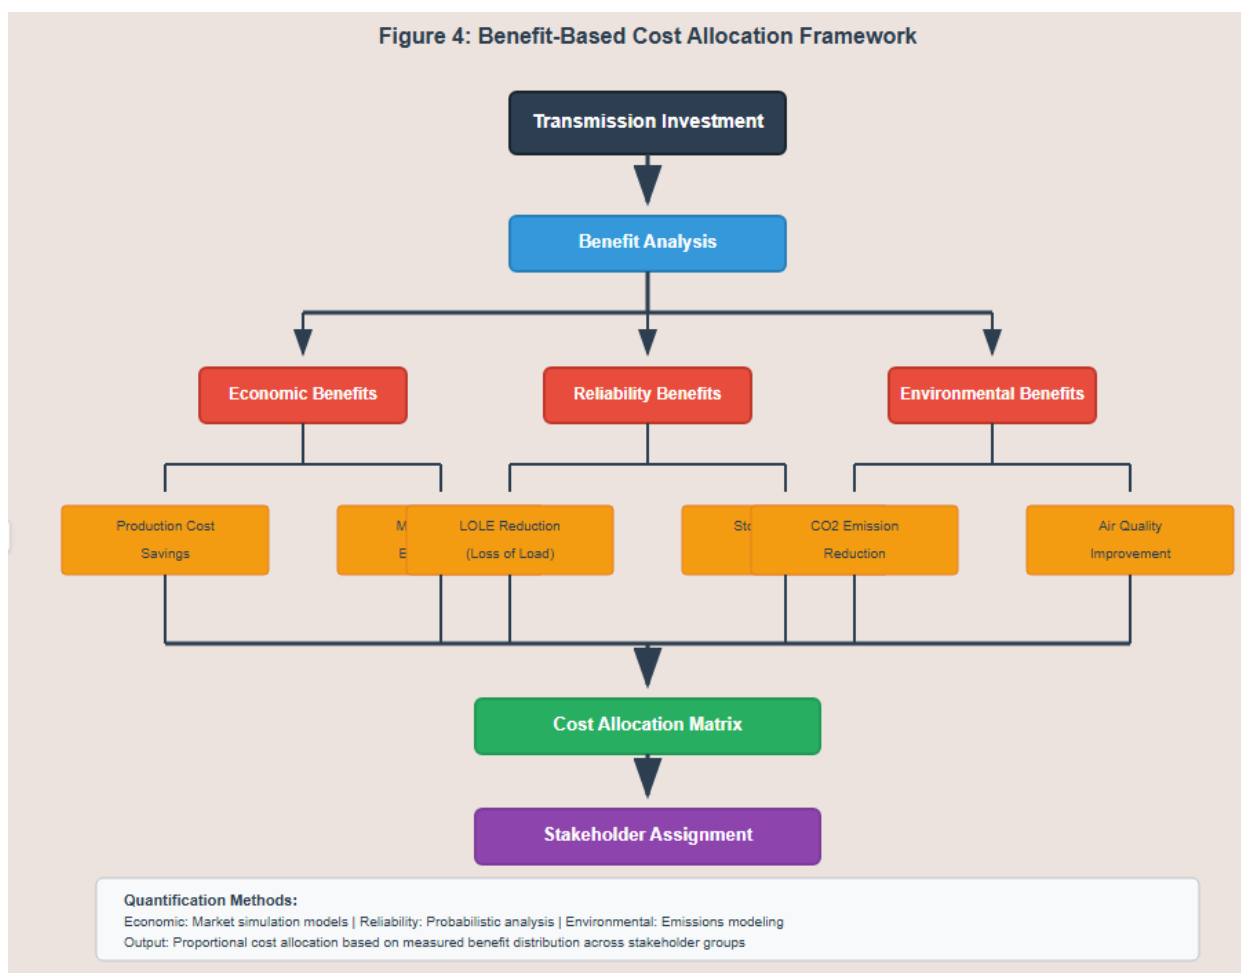 Figure 4: Benefit-Based Cost Allocation Framework
Transmission Investment
Benefit Analysis
Economic Benefits
Reliability Benefits
Environmental Benefits
Production Cost
Savings
LOLE Reduction
(Loss of Load)
CO2 Emission
Reduction
Air Quality
Improvement
Cost Allocation Matrix
Stakeholder Assignment
Quantification Methods:
Economic: Market simulation models | Reliability: Probabilistic analysis | Environmental: Emissions modeling
Output: Proportional cost allocation based on measured benefit distribution across stakeholder groups